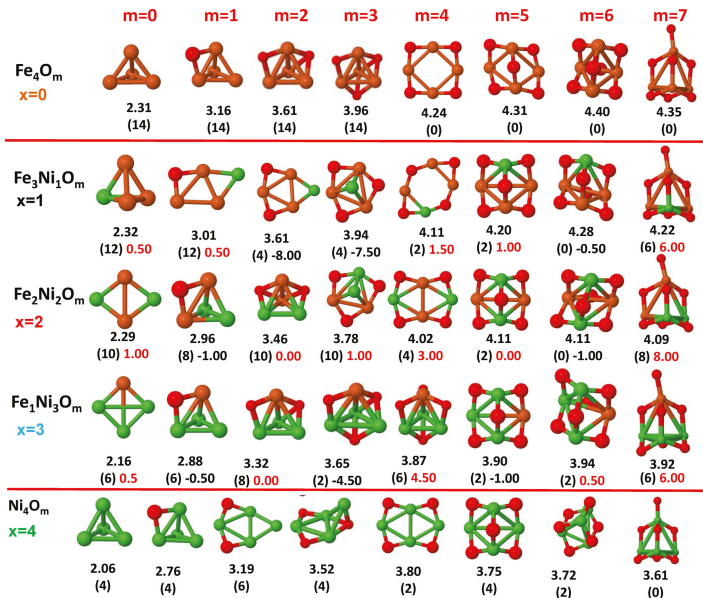 m=0 m=1 m=2 m=3 m=4 m=5 m=6 m=7
Fe₄Oₘ
x=0
2.31 3.16 3.61 3.96 4.24 4.31 4.40 4.35
(14) (14) (14) (14) (0) (0) (0) (0)
Fe₃Ni₁Oₘ
x=1
2.32 3.01 3.61 3.94 4.11 4.20 4.28 4.22
(12) 0.50 (12) 0.50 (4) -8.00 (4) -7.50 (2) 1.50 (2) 1.00 (0) -0.50 (6) 6.00
Fe₂Ni₂Oₘ
x=2
2.29 2.96 3.46 3.78 4.02 4.11 4.11 4.09
(10) 1.00 (8) -1.00 (10) 0.00 (10) 1.00 (4) 3.00 (2) 0.00 (0) -1.00 (8) 8.00
Fe₁Ni₃Oₘ
x=3
2.16 2.88 3.32 3.65 3.87 3.90 3.94 3.92
(6) 0.5 (6) -0.50 (8) 0.00 (2) -4.50 (6) 4.50 (2) -1.00 (2) 0.50 (6) 6.00
Ni₄Oₘ
x=4
2.06 2.76 3.19 3.52 3.80 3.75 3.72 3.61
(4) (4) (6) (4) (2) (4) (2) (0)